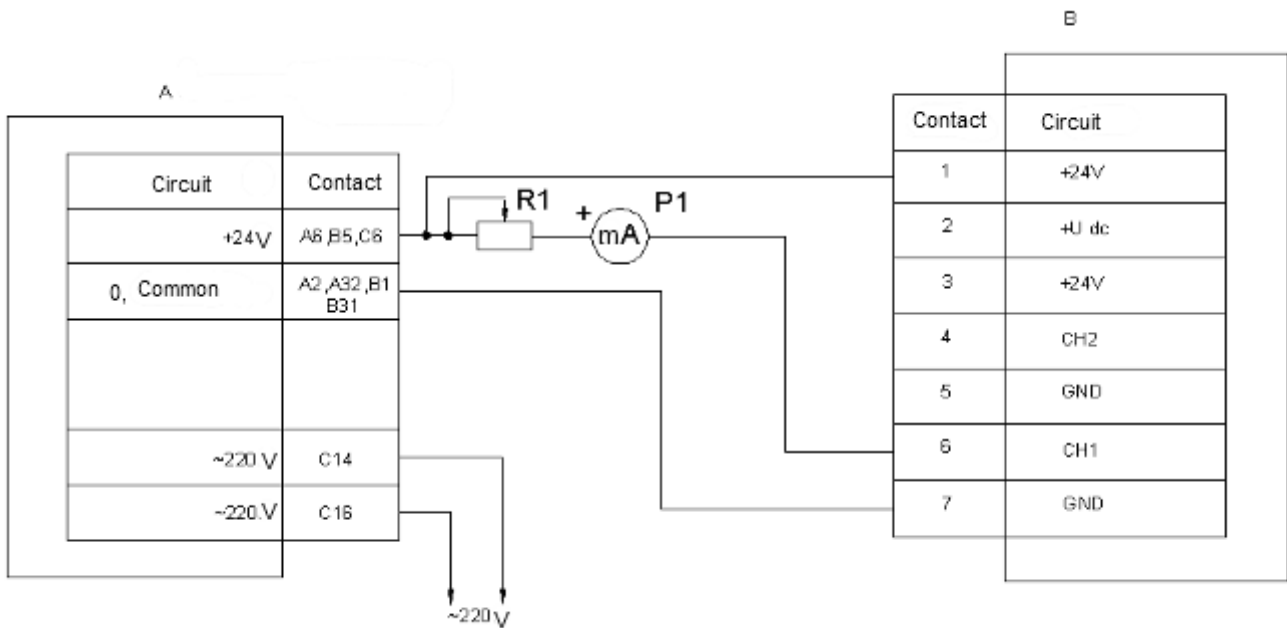 A
Circuit Contact
+24V A6,B5,C6
0, Common A2,A32,B1
B31
~220 V C14
~220.V C16
~220 V
R1
+ mA P1
B
Contact Circuit
1 +24V
2 +U dc
3 +24V
4 CH2
5 GND
6 CH1
7 GND